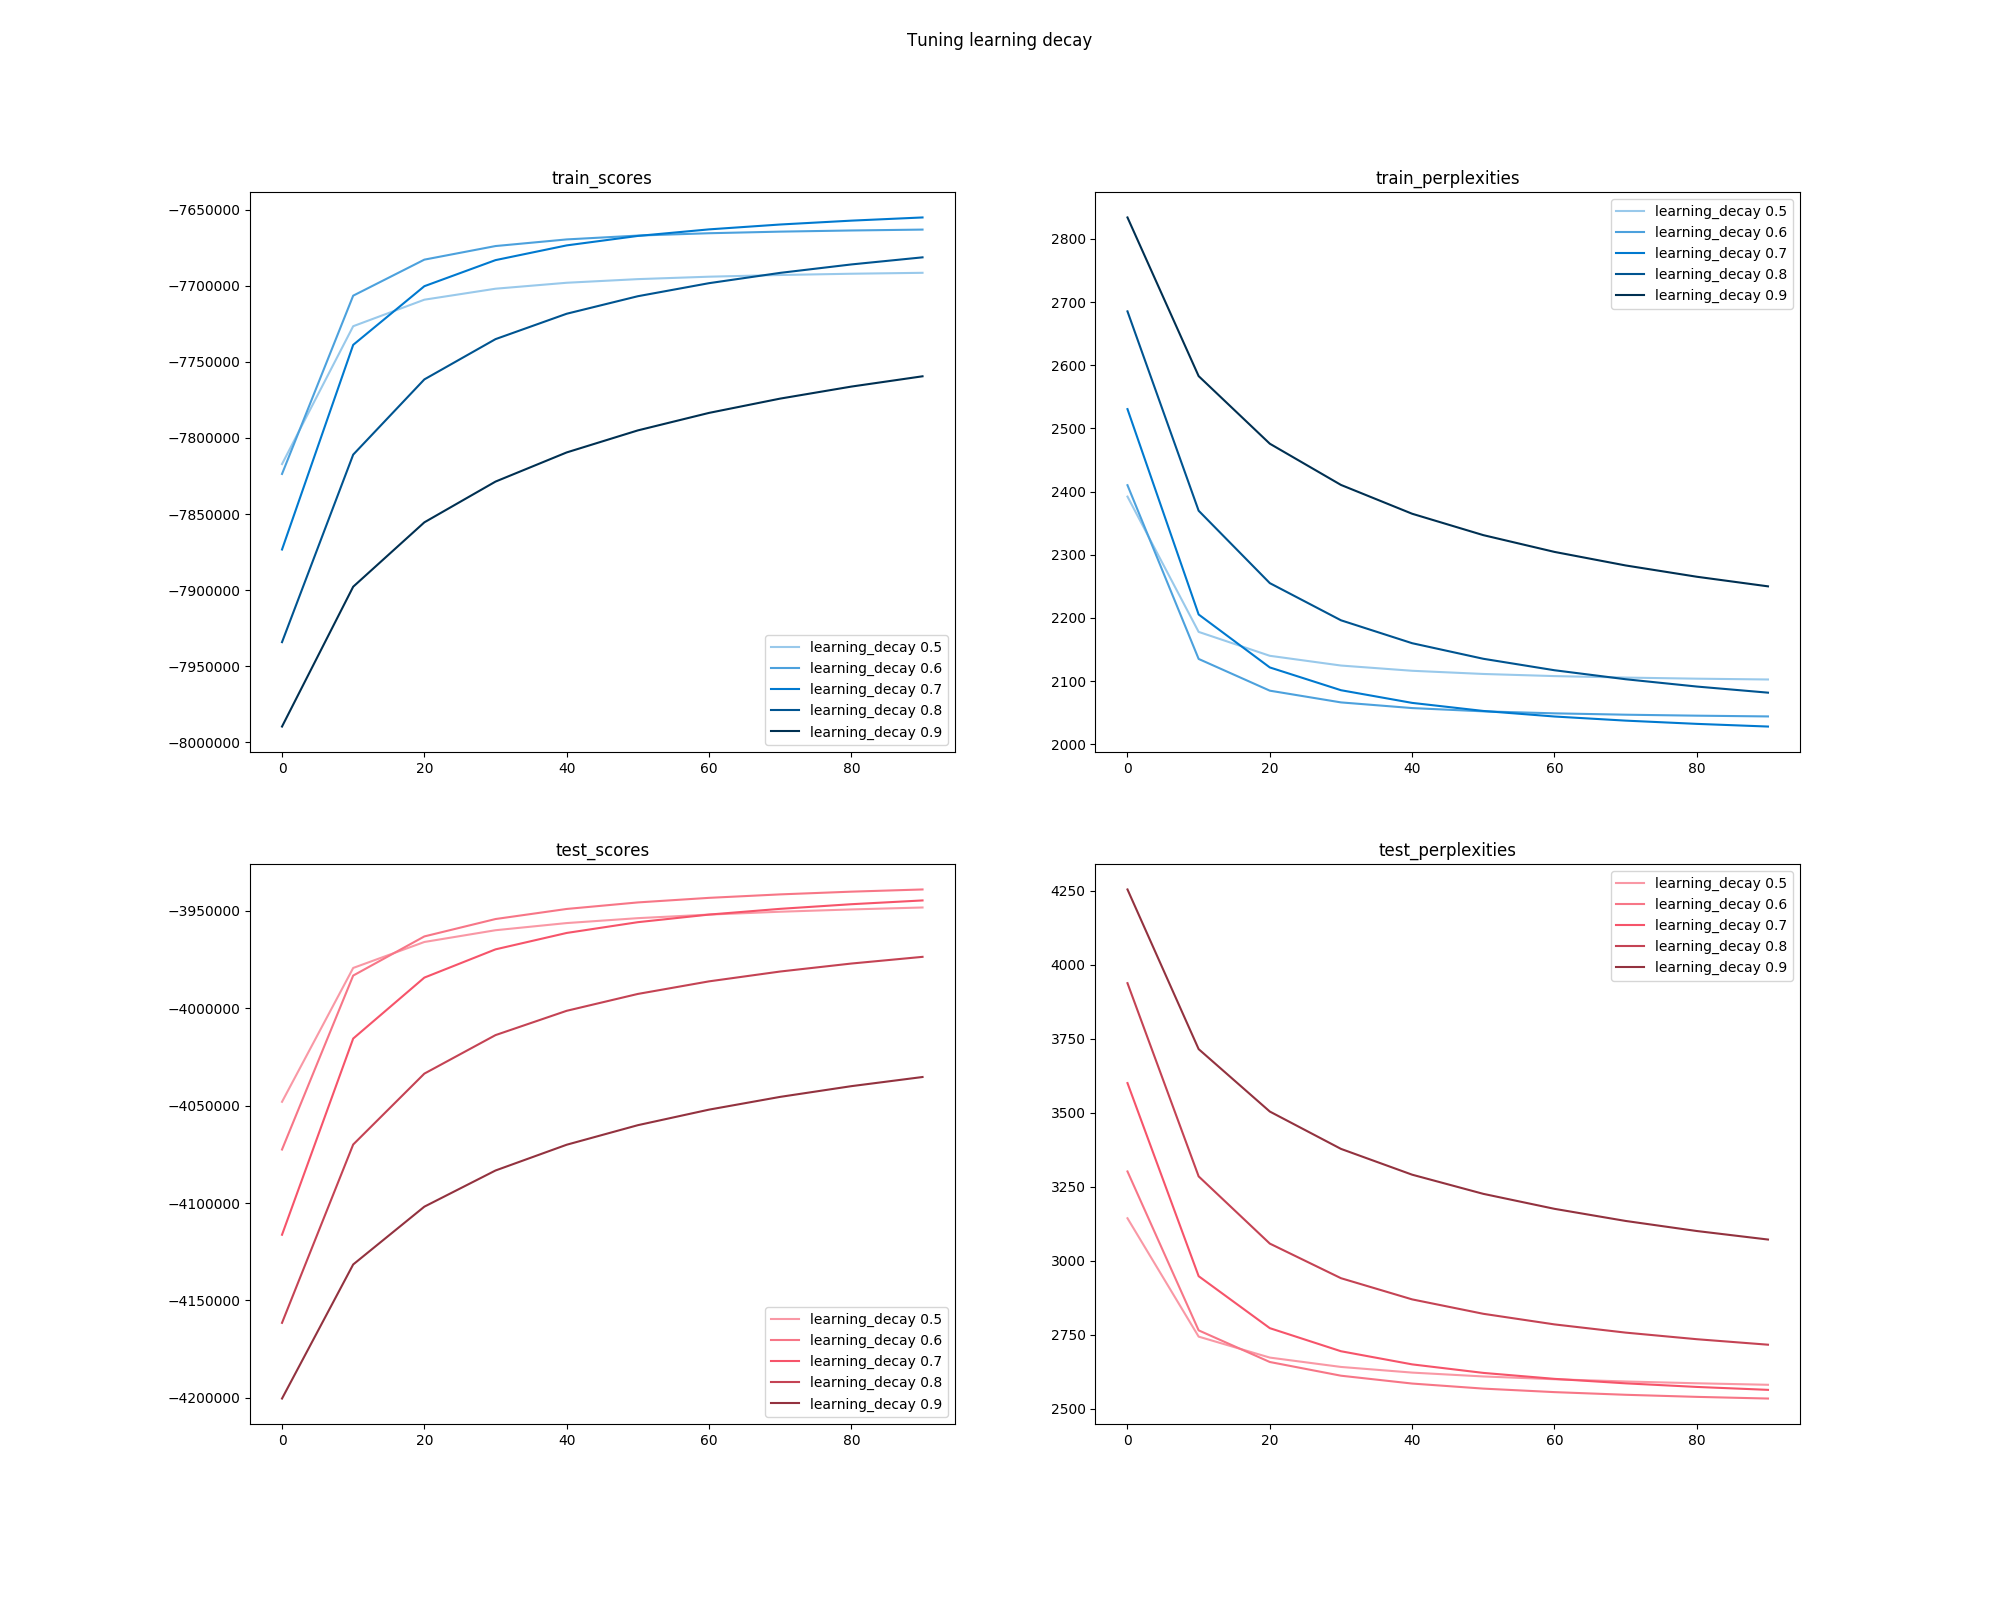 Tuning learning decay
train_scores
−7650000
−7700000
−7750000
−7800000
−7850000
−7900000
−7950000
−8000000
0 20 40 60 80
learning_decay 0.5
learning_decay 0.6
learning_decay 0.7
learning_decay 0.8
learning_decay 0.9
train_perplexities
2800
2700
2600
2500
2400
2300
2200
2100
2000
0 20 40 60 80
learning_decay 0.5
learning_decay 0.6
learning_decay 0.7
learning_decay 0.8
learning_decay 0.9
test_scores
−3950000
−4000000
−4050000
−4100000
−4150000
−4200000
0 20 40 60 80
learning_decay 0.5
learning_decay 0.6
learning_decay 0.7
learning_decay 0.8
learning_decay 0.9
test_perplexities
4250
4000
3750
3500
3250
3000
2750
2500
0 20 40 60 80
learning_decay 0.5
learning_decay 0.6
learning_decay 0.7
learning_decay 0.8
learning_decay 0.9